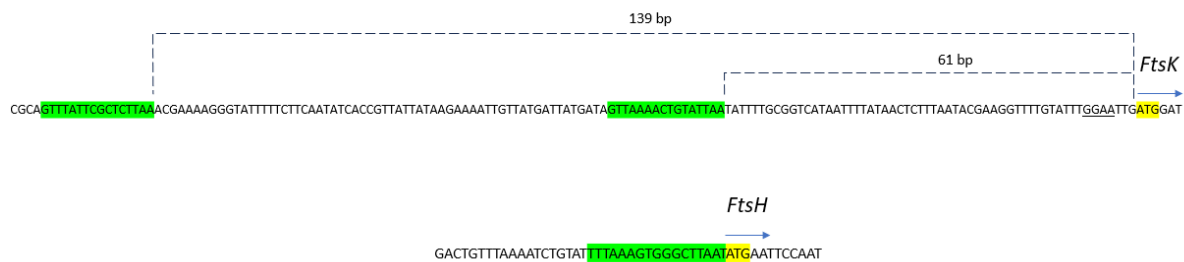 139 bp
61 bp
FtsK
CGCAGTTTATTCGCTCTTAAACGAAAAGGGTATTTTTCTTCAATATCACCGTTATTATAAGAAAATTGTTATGATTATGATAGTTAAAACTGTATTAATATTTTGCGGTCATAATTTTATAACTCTTTAATACGAAGGTTTTGTATTTGGAATTGATGGAT
FtsH
GACTGTTTAAAATCTGTATTTTAAAGTGGGCTTAATATGAATTCCAAT